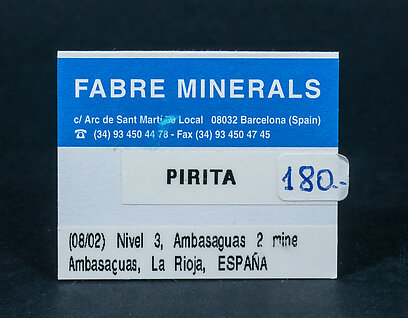 FABRE MINERALS
c/ Arc de Sant Martí Local 08032 Barcelona (Spain)
☎ (34) 93 450 44 78 - Fax (34) 93 450 47 45
PIRITA
180.-
(08/02) Nivel 3, Ambasaguas 2 mine
Ambasaguas, La Rioja, ESPAÑA